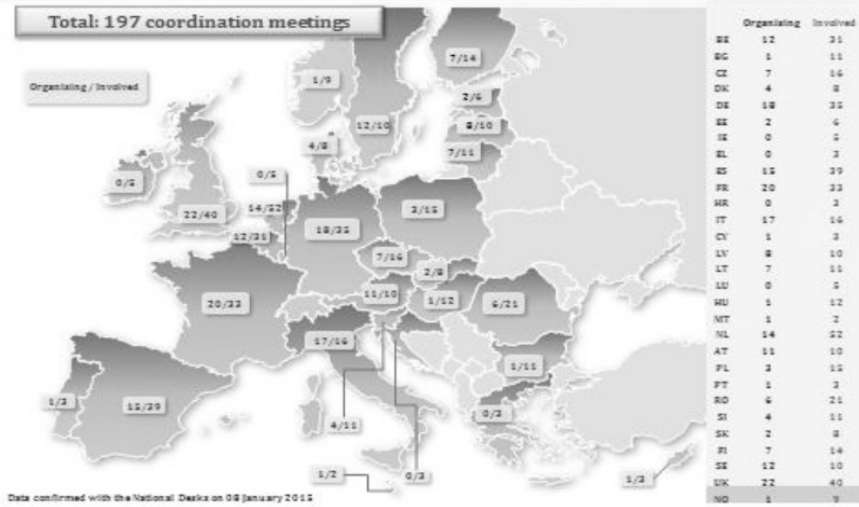 Total: 197 coordination meetings
Organizing / Involved
7/14
1/9
2/6
12/10
8/10
4/8
7/11
0/5
0/5
14/52
22/40
3/15
18/35
12/31
7/16
2/8
11/10
1/12
6/21
20/33
17/16
1/11
1/3
15/39
0/3
4/11
1/2
0/3
1/3
Data confirmed with the National Desks on 08 January 2015
Organizing Involved
BE 12 31
BG 1 11
CZ 7 16
DK 4 8
DE 18 35
EE 2 6
IE 0 5
EL 0 3
ES 15 39
FR 20 33
HR 0 3
IT 17 16
CY 1 3
LV 8 10
LT 7 11
LU 0 5
HU 1 12
MT 1 2
NL 14 52
AT 11 10
PL 3 15
PT 1 3
RO 6 21
SI 4 11
SK 2 8
FI 7 14
SE 12 10
UK 22 40
NO 1 9